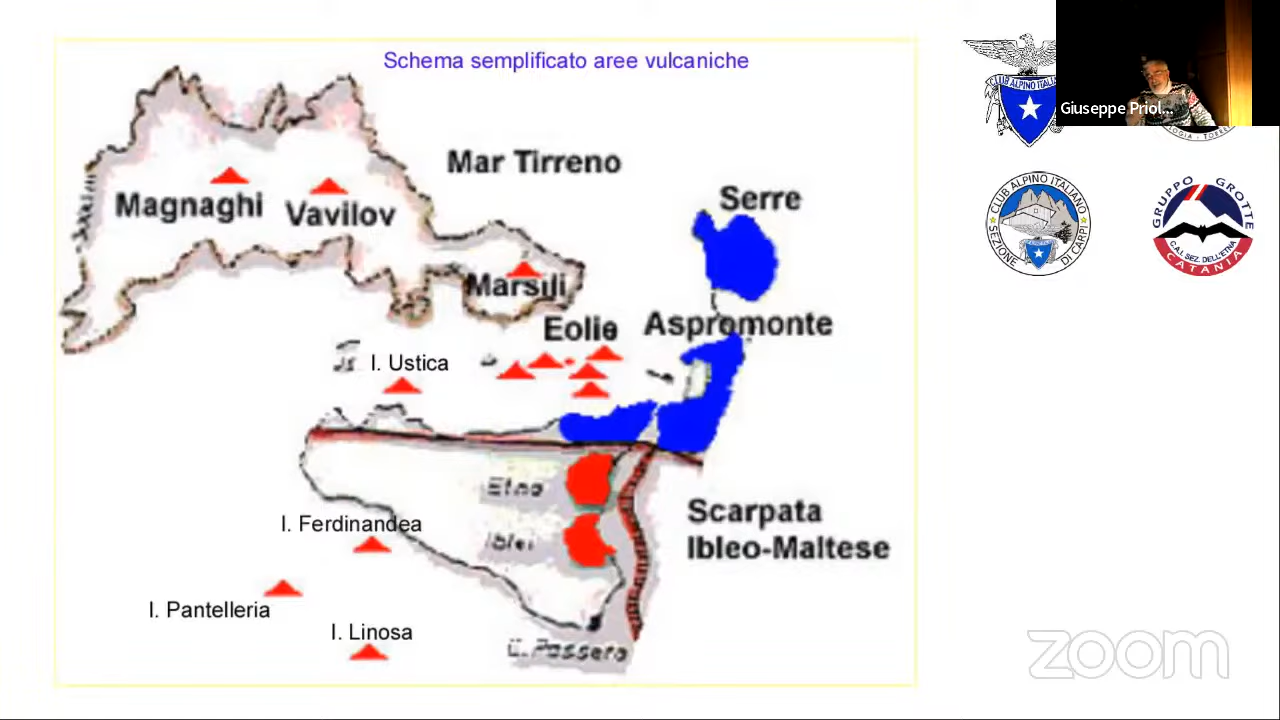 Schema semplificato aree vulcaniche
Mar Tirreno
Magnaghi
Vavilov
Serre
Marsili
Eolie
Aspromonte
I. Ustica
Etna
Iblei
Scarpata
Ibleo-Maltese
I. Ferdinandea
I. Pantelleria
I. Linosa
C. Passero
Giuseppe Priol...
CLUB ALPINO ITALIANO
SEZIONE DI CARPI
GRUPPO GROTTE
C.A.I. SEZ. DELL'ETNA
CATANIA
zoom